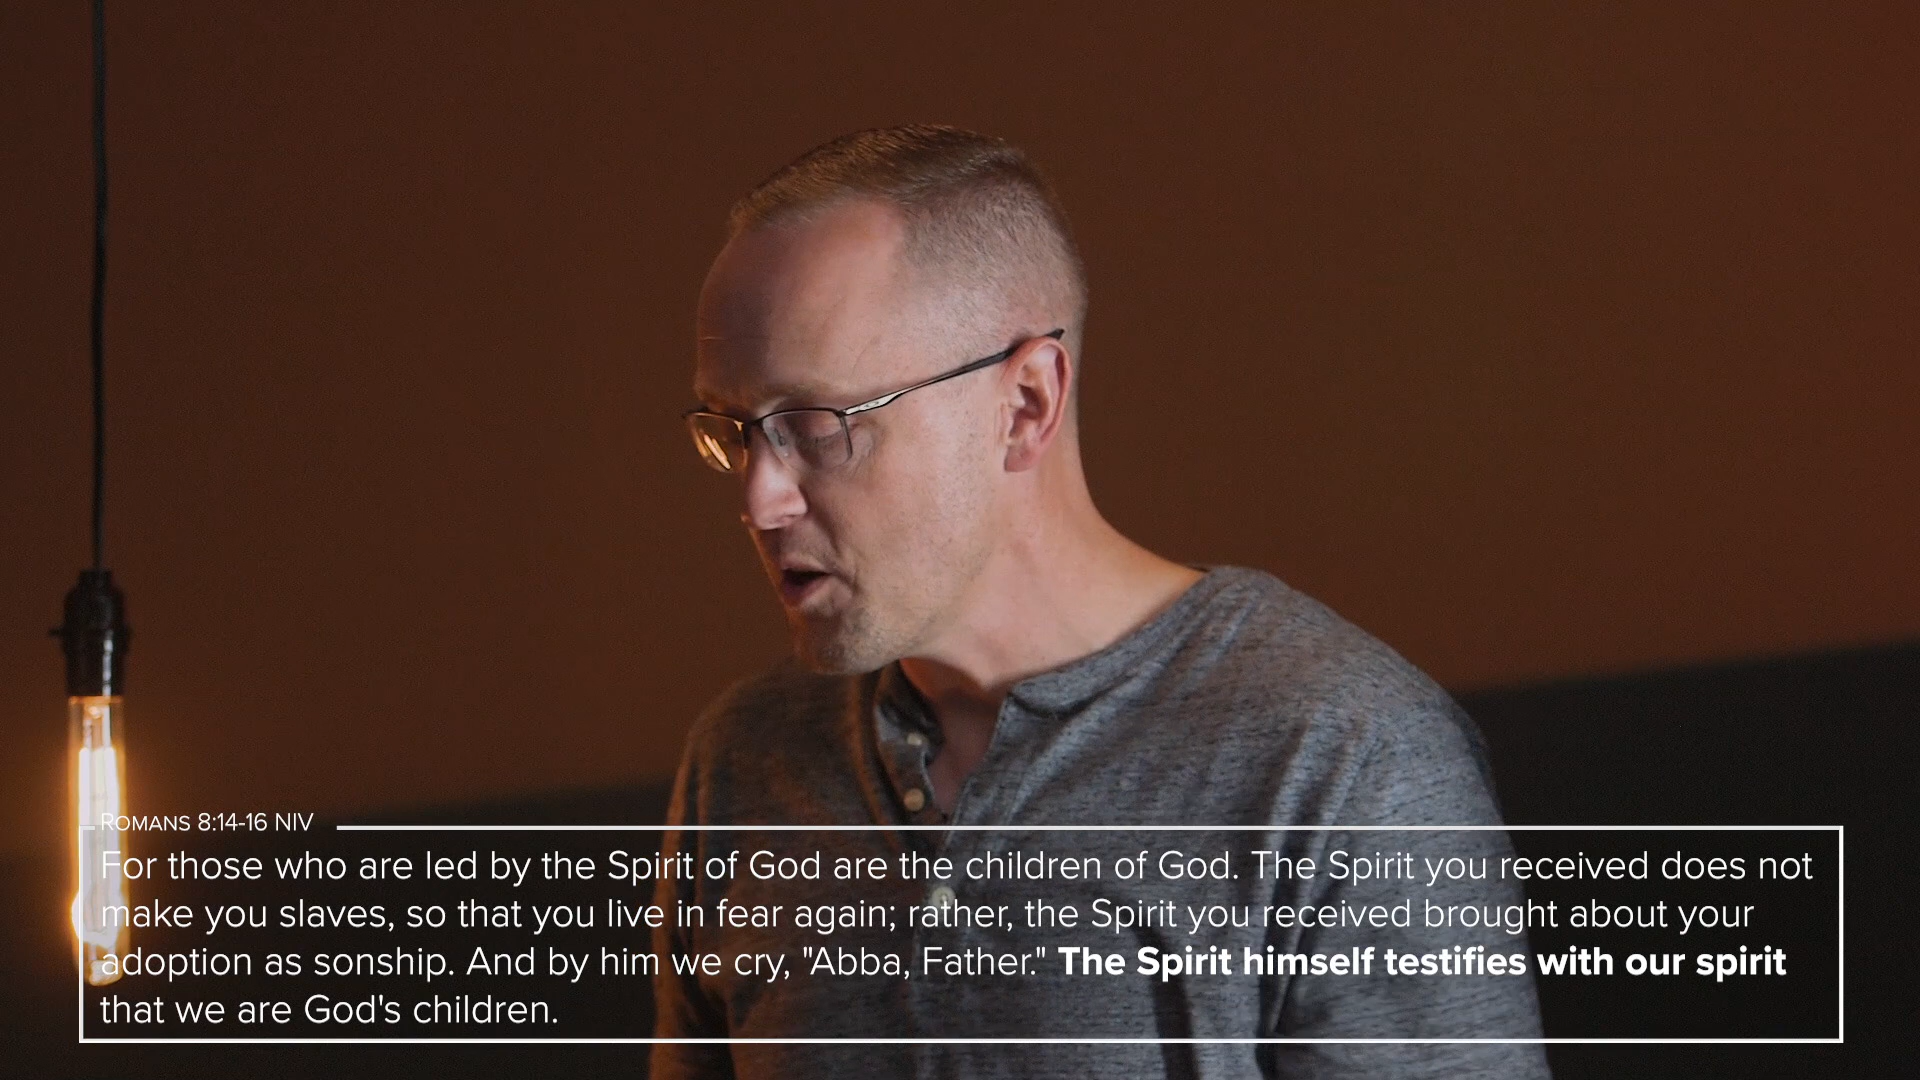 ROMANS 8:14-16 NIV
For those who are led by the Spirit of God are the children of God. The Spirit you received does not
make you slaves, so that you live in fear again; rather, the Spirit you received brought about your
adoption as sonship. And by him we cry, "Abba, Father." The Spirit himself testifies with our spirit
that we are God's children.